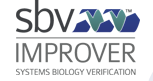 sbv
IMPROVER
SYSTEMS BIOLOGY VERIFICATION